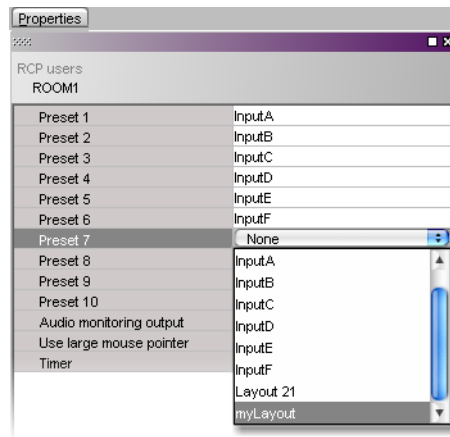 Properties
RCP users
ROOM1
Preset 1 InputA
Preset 2 InputB
Preset 3 InputC
Preset 4 InputD
Preset 5 InputE
Preset 6 InputF
Preset 7 None
Preset 8 InputA
Preset 9 InputB
Preset 10 InputC
Audio monitoring output InputD
Use large mouse pointer InputE
Timer InputF
Layout 21
myLayout